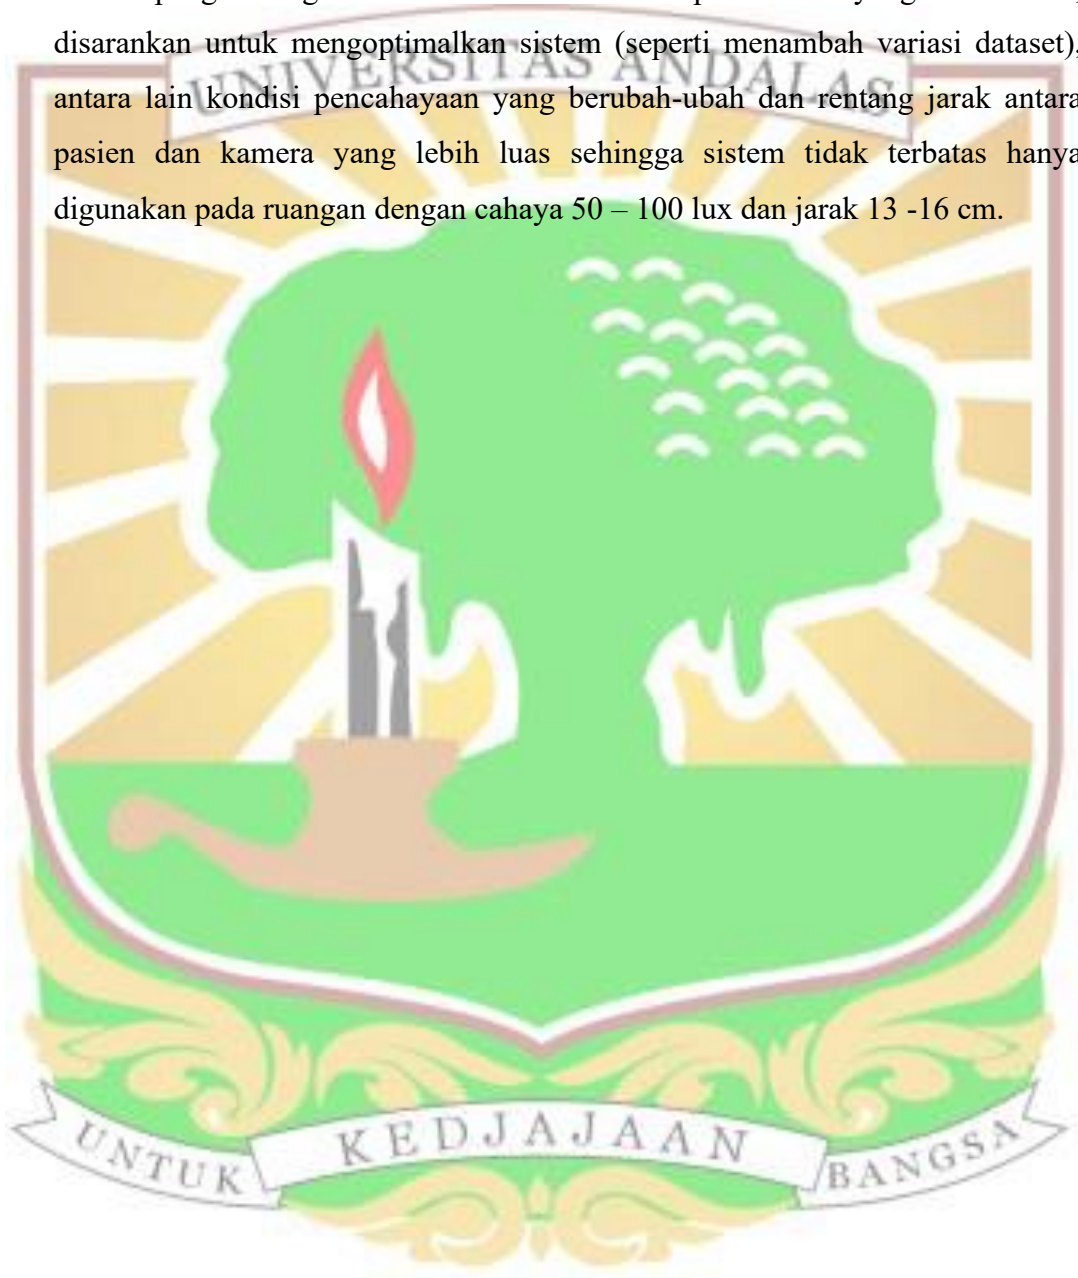 disarankan untuk mengoptimalkan sistem (seperti menambah variasi dataset),
UNIVERSITAS ANDALAS
antara lain kondisi pencahayaan yang berubah-ubah dan rentang jarak antara
pasien dan kamera yang lebih luas sehingga sistem tidak terbatas hanya
digunakan pada ruangan dengan cahaya 50 – 100 lux dan jarak 13 -16 cm.
UNTUK KEDJAJAAN BANGSA